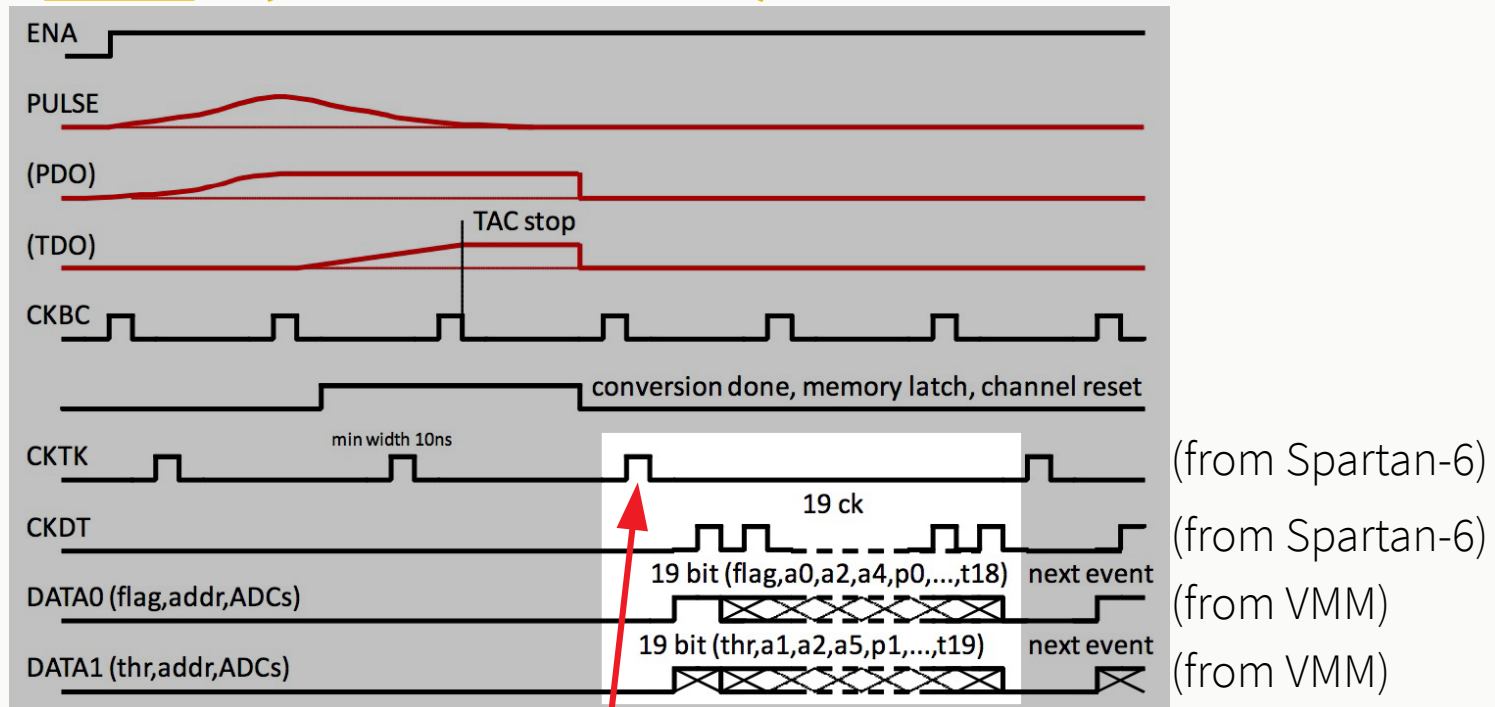 ENA
PULSE
(PDO)
TAC stop
(TDO)
CKBC
conversion done, memory latch, channel reset
min width 10ns
CKTK
(from Spartan-6)
19 ck
CKDT
(from Spartan-6)
19 bit (flag,a0,a2,a4,p0,...,t18) next event
DATA0 (flag,addr,ADCs)
(from VMM)
19 bit (thr,a1,a2,a5,p1,...,t19) next event
DATA1 (thr,addr,ADCs)
(from VMM)